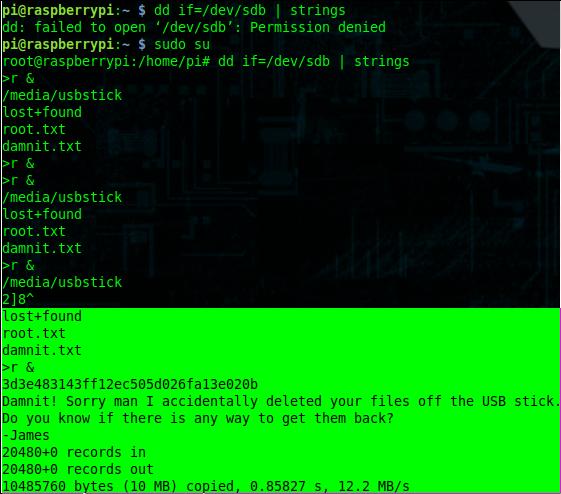 pi@raspberrypi:~ $ dd if=/dev/sdb | strings
dd: failed to open ‘/dev/sdb’: Permission denied
pi@raspberrypi:~ $ sudo su
root@raspberrypi:/home/pi# dd if=/dev/sdb | strings
>r &
/media/usbstick
lost+found
root.txt
damnit.txt
>r &
>r &
/media/usbstick
lost+found
root.txt
damnit.txt
>r &
/media/usbstick
2]8^
lost+found
root.txt
damnit.txt
>r &
3d3e483143ff12ec505d026fa13e020b
Damnit! Sorry man I accidentally deleted your files off the USB stick.
Do you know if there is any way to get them back?
-James
20480+0 records in
20480+0 records out
10485760 bytes (10 MB) copied, 0.85827 s, 12.2 MB/s